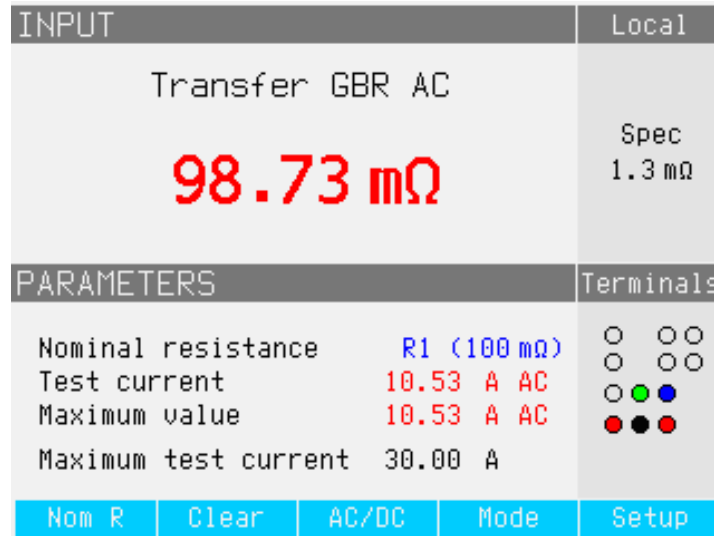 INPUT
Local
Transfer GBR AC
98.73 mΩ
Spec
1.3 mΩ
PARAMETERS
Terminals
Nominal resistance R1 (100 mΩ)
Test current 10.53 A AC
Maximum value 10.53 A AC
Maximum test current 30.00 A
Nom R Clear AC/DC Mode Setup